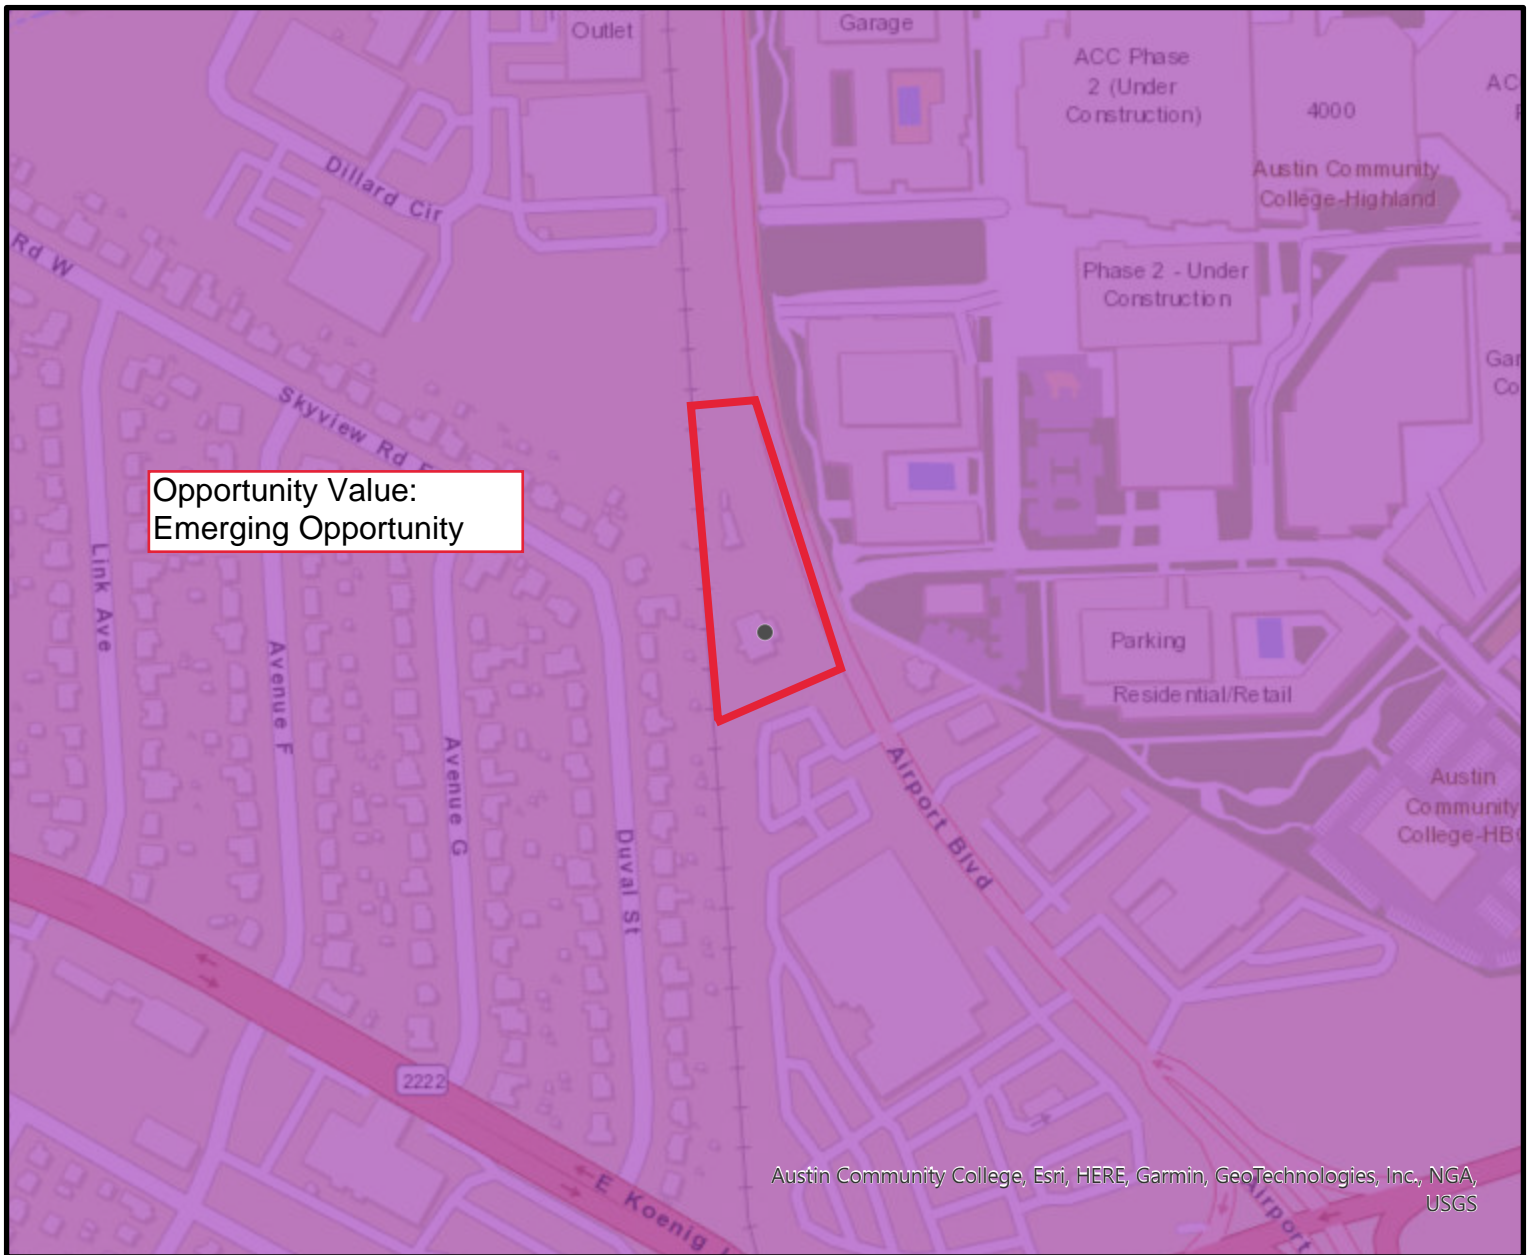 Outlet
Garage
ACC Phase
2 (Under
Construction)
4000
Austin Community
College-Highland
Dillard Cir
Rd W
Phase 2 - Under
Construction
Skyview Rd
Opportunity Value:
Emerging Opportunity
Link Ave
Avenue F
Avenue G
Duval St
Parking
Residential/Retail
Airport Blvd
Austin
Community
2222
E Koenig
Airport
Austin Community College, Esri, HERE, Garmin, GeoTechnologies, Inc., NGA,
USGS